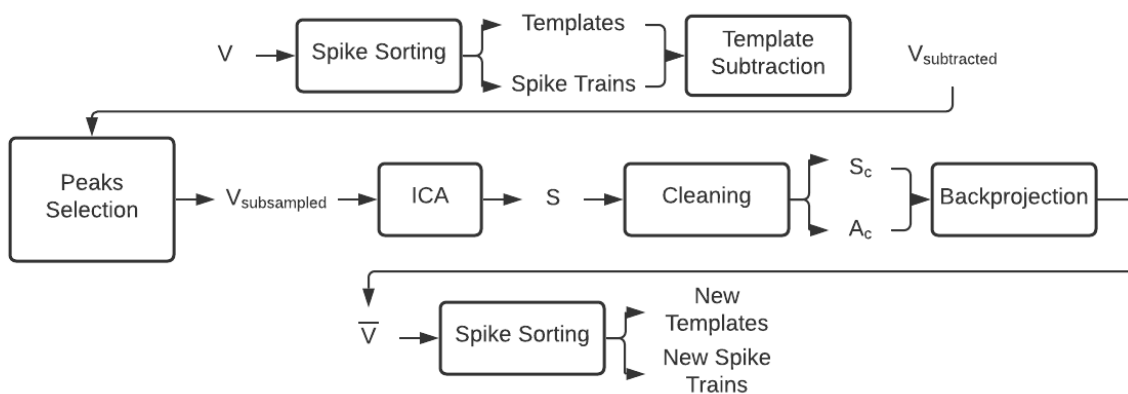 V
Spike Sorting
Templates
Spike Trains
Template
Subtraction
Vsubtracted
Peaks
Selection
Vsubsampled
ICA
S
Cleaning
Sc
Ac
Backprojection
V̅
Spike Sorting
New
Templates
New Spike
Trains